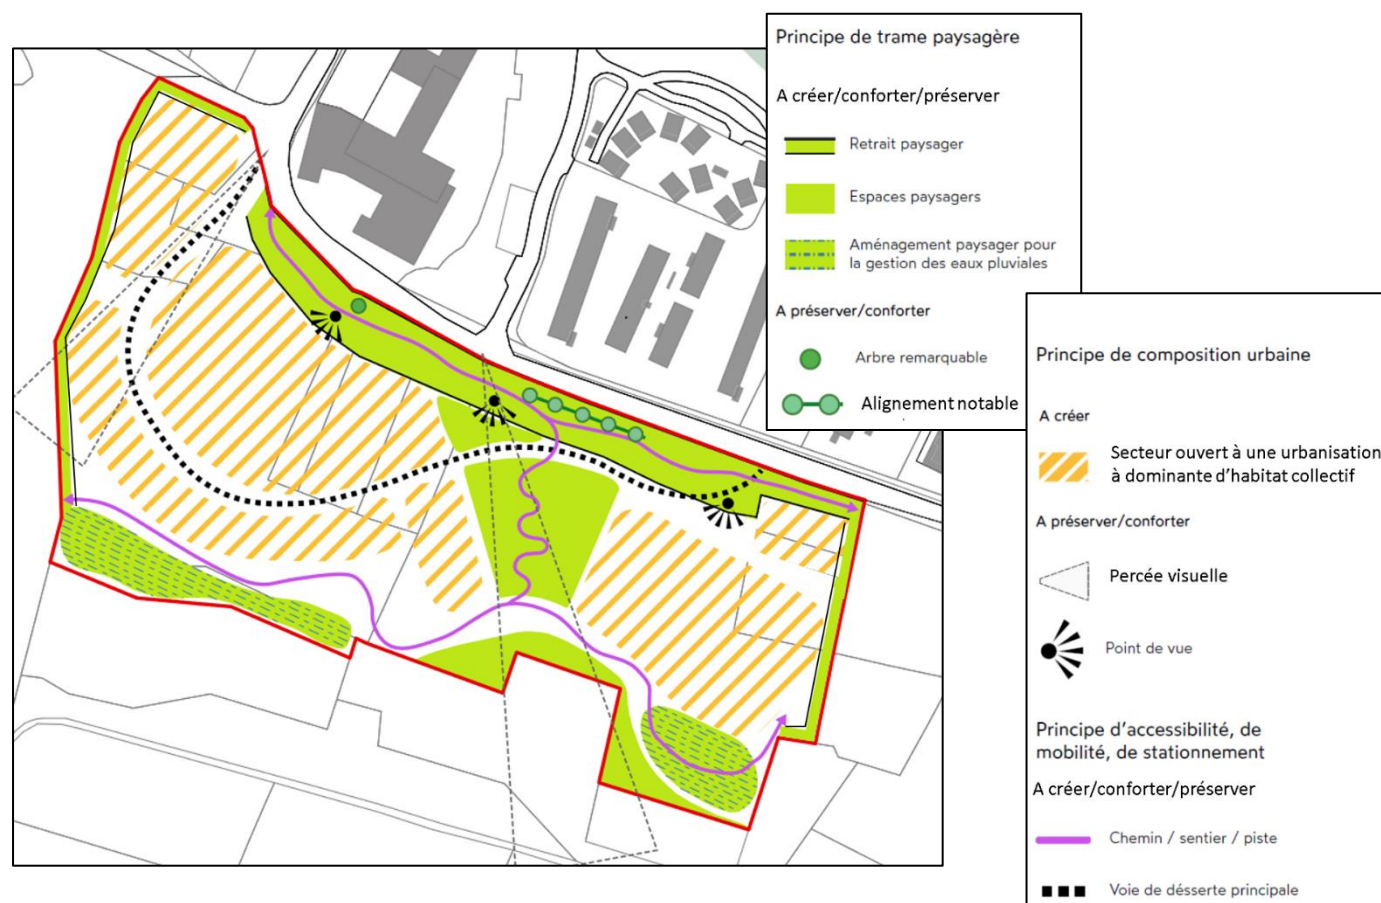 Principe de trame paysagère
A créer/conforter/préserver
Retrait paysager
Espaces paysagers
Aménagement paysager pour
la gestion des eaux pluviales
A préserver/conforter
Arbre remarquable
Alignement notable
Principe de composition urbaine
A créer
Secteur ouvert à une urbanisation
à dominante d'habitat collectif
A préserver/conforter
Percée visuelle
Point de vue
Principe d'accessibilité, de
mobilité, de stationnement
A créer/conforter/préserver
Chemin / sentier / piste
Voie de désserte principale